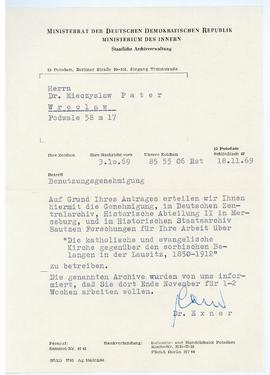 MINISTERRAT DER DEUTSCHEN DEMOKRATISCHEN REPUBLIK
MINISTERIUM DES INNERN
Staatliche Archivverwaltung
15 Potsdam, Berliner Straße 98-101, Eingang Tizianstraße
Herrn
Dr. Mieczyslaw Pater
Wroclaw
Podwale 38 m 17
15 Potsdam
Ihre Zeichen Ihre Nachricht vom Unsere Zeichen
3.10.69 85 55 06 Rst 18.11.69
Betreff
Benutzungsgenehmigung
Auf Grund Ihres Antrages erteilen wir Ihnen
hiermit die Genehmigung, im Deutschen Zen-
tralarchiv, Historische Abteilung II in Mer-
seburg, und im Historischen Staatsarchiv
Bautzen Forschungen für Ihre Arbeit über
"Die katholische und evangelische
Kirche gegenüber den sorbischen Be-
langen in der Lausitz, 1850-1912"
zu betreiben.
Die genannten Archive wurden von uns infor-
miert, daß Sie dort Ende November für 1-2
Wochen arbeiten wollen.
Dr. Exner
Fernruf: Bankverbindung: